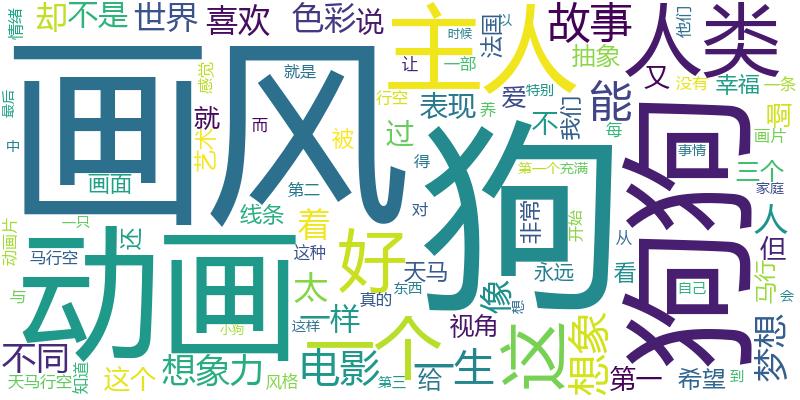 情绪
却
不是
世界
喜欢
色彩
说
主人
时候
以
法国
故事
人类
他们
画风
感觉
就是
让
一部
抽象
又
没有
幸福
一条
最后
就
行空
表现
爱
特别
能
啊
中
艺术
而
被
过
养
不
我们
每
狗
狗狗
事情
画片
画面
第二
得
第一个
充满
三个
家庭
线条
着
对
非常
开始
人
动画片
一只
动画
还
这种
好
从
但
马行空
天马
永远
看
马行
与
太
真的
东西
像
自己
会
小狗
这样
一样
一个
视角
想
这
想象
梦想
不同
天马行空
知道
这个
想象力
风格
电影
第三
给
一生
第一
希望
到